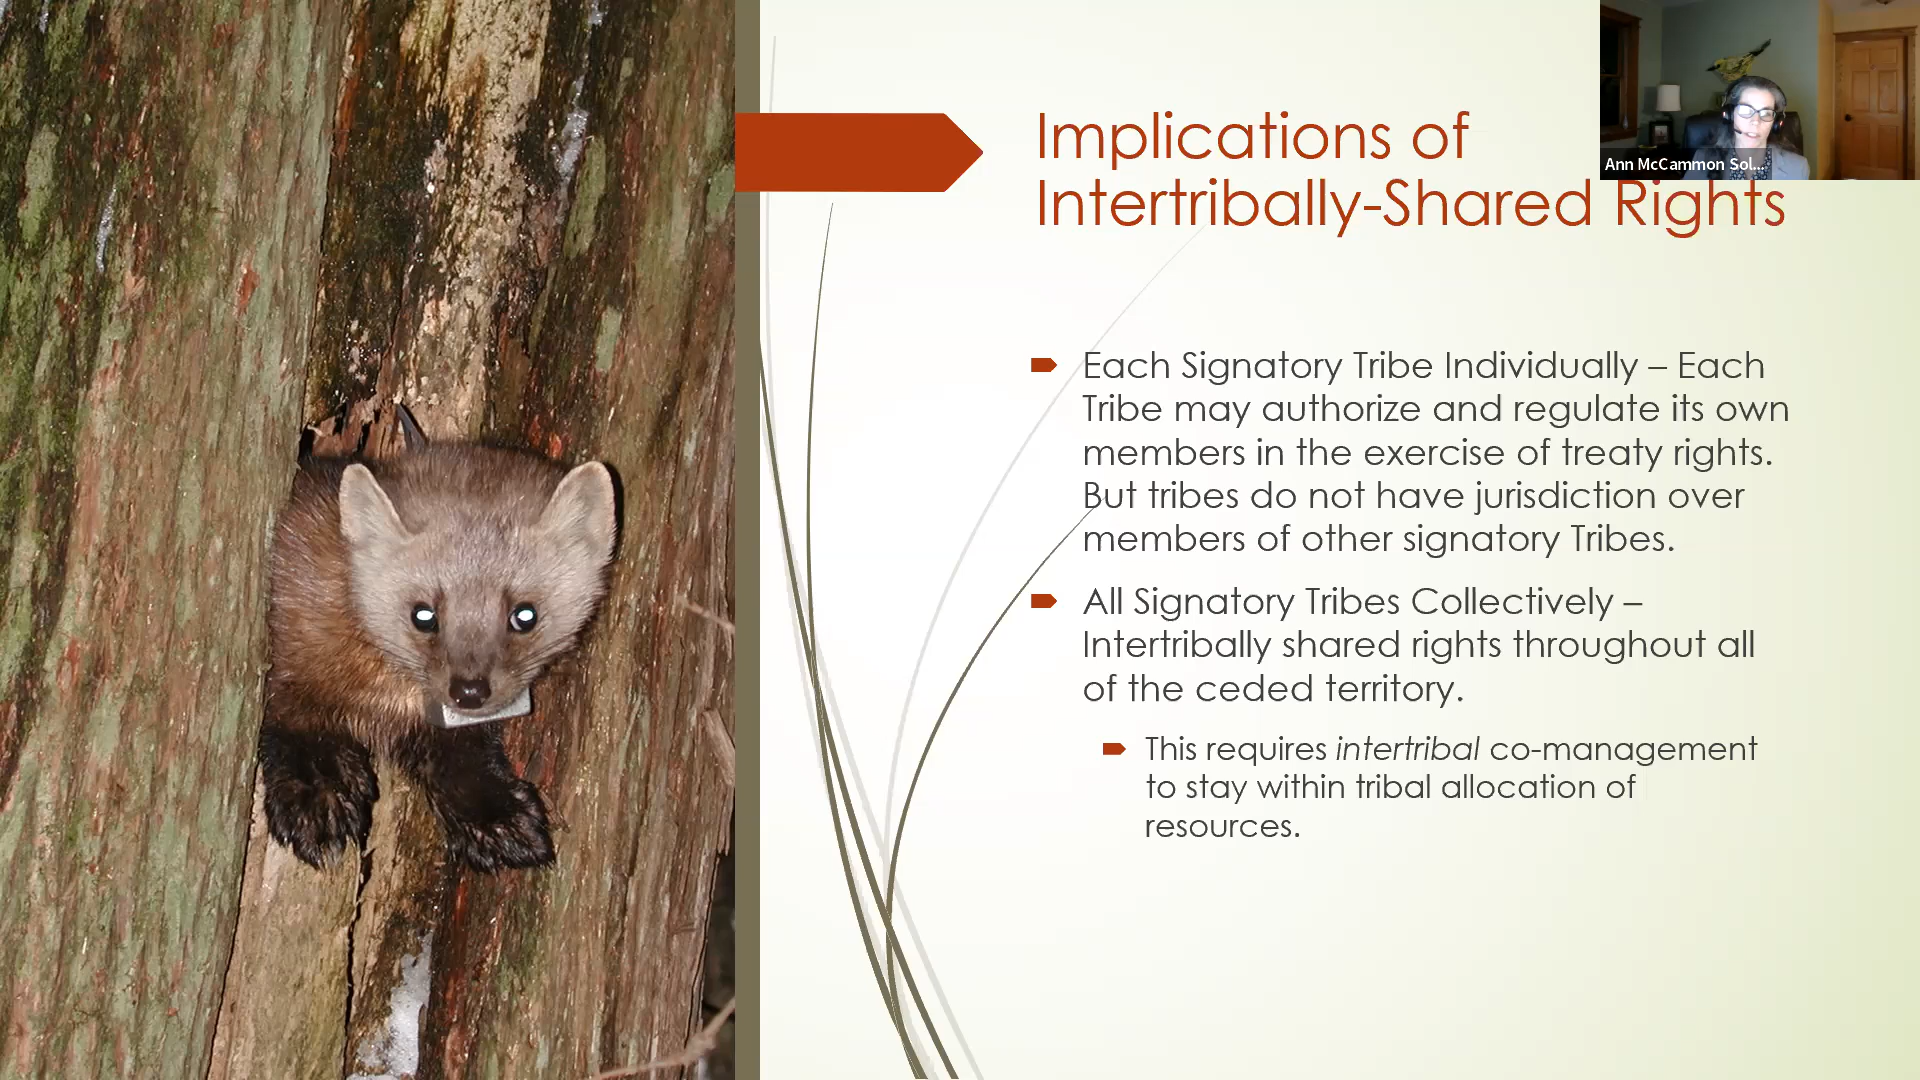 Implications of
Intertribally-Shared Rights
Ann McCammon Sol...
Each Signatory Tribe Individually – Each
Tribe may authorize and regulate its own
members in the exercise of treaty rights.
But tribes do not have jurisdiction over
members of other signatory Tribes.
All Signatory Tribes Collectively –
Intertribally shared rights throughout all
of the ceded territory.
This requires intertribal co-management
to stay within tribal allocation of
resources.